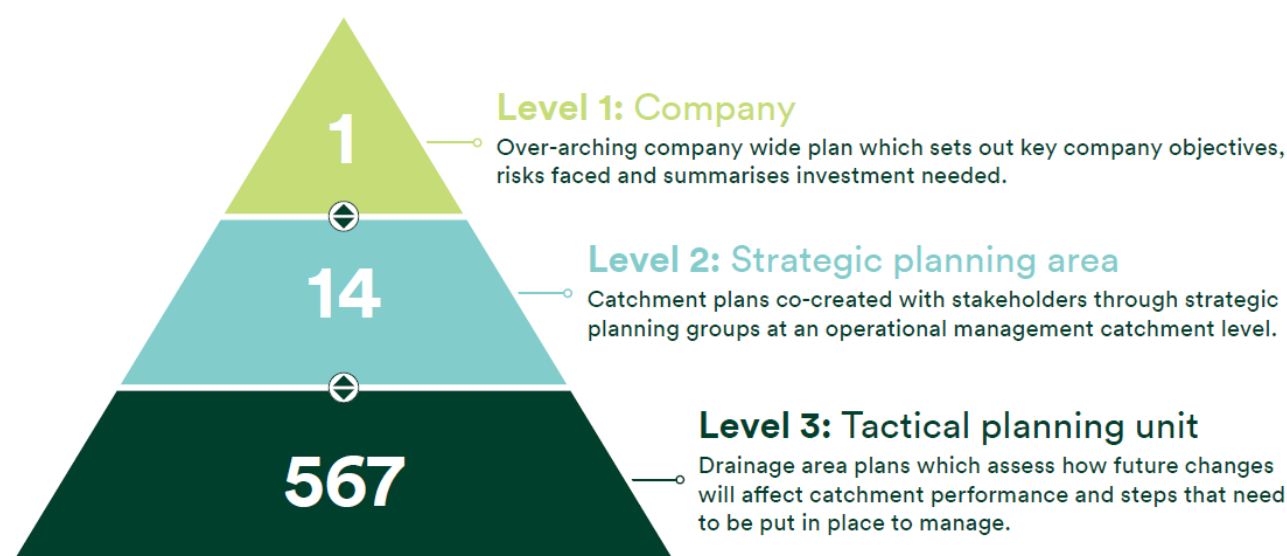 1
Level 1: Company
Over-arching company wide plan which sets out key company objectives,
risks faced and summarises investment needed.
14
Level 2: Strategic planning area
Catchment plans co-created with stakeholders through strategic
planning groups at an operational management catchment level.
567
Level 3: Tactical planning unit
Drainage area plans which assess how future changes
will affect catchment performance and steps that need
to be put in place to manage.